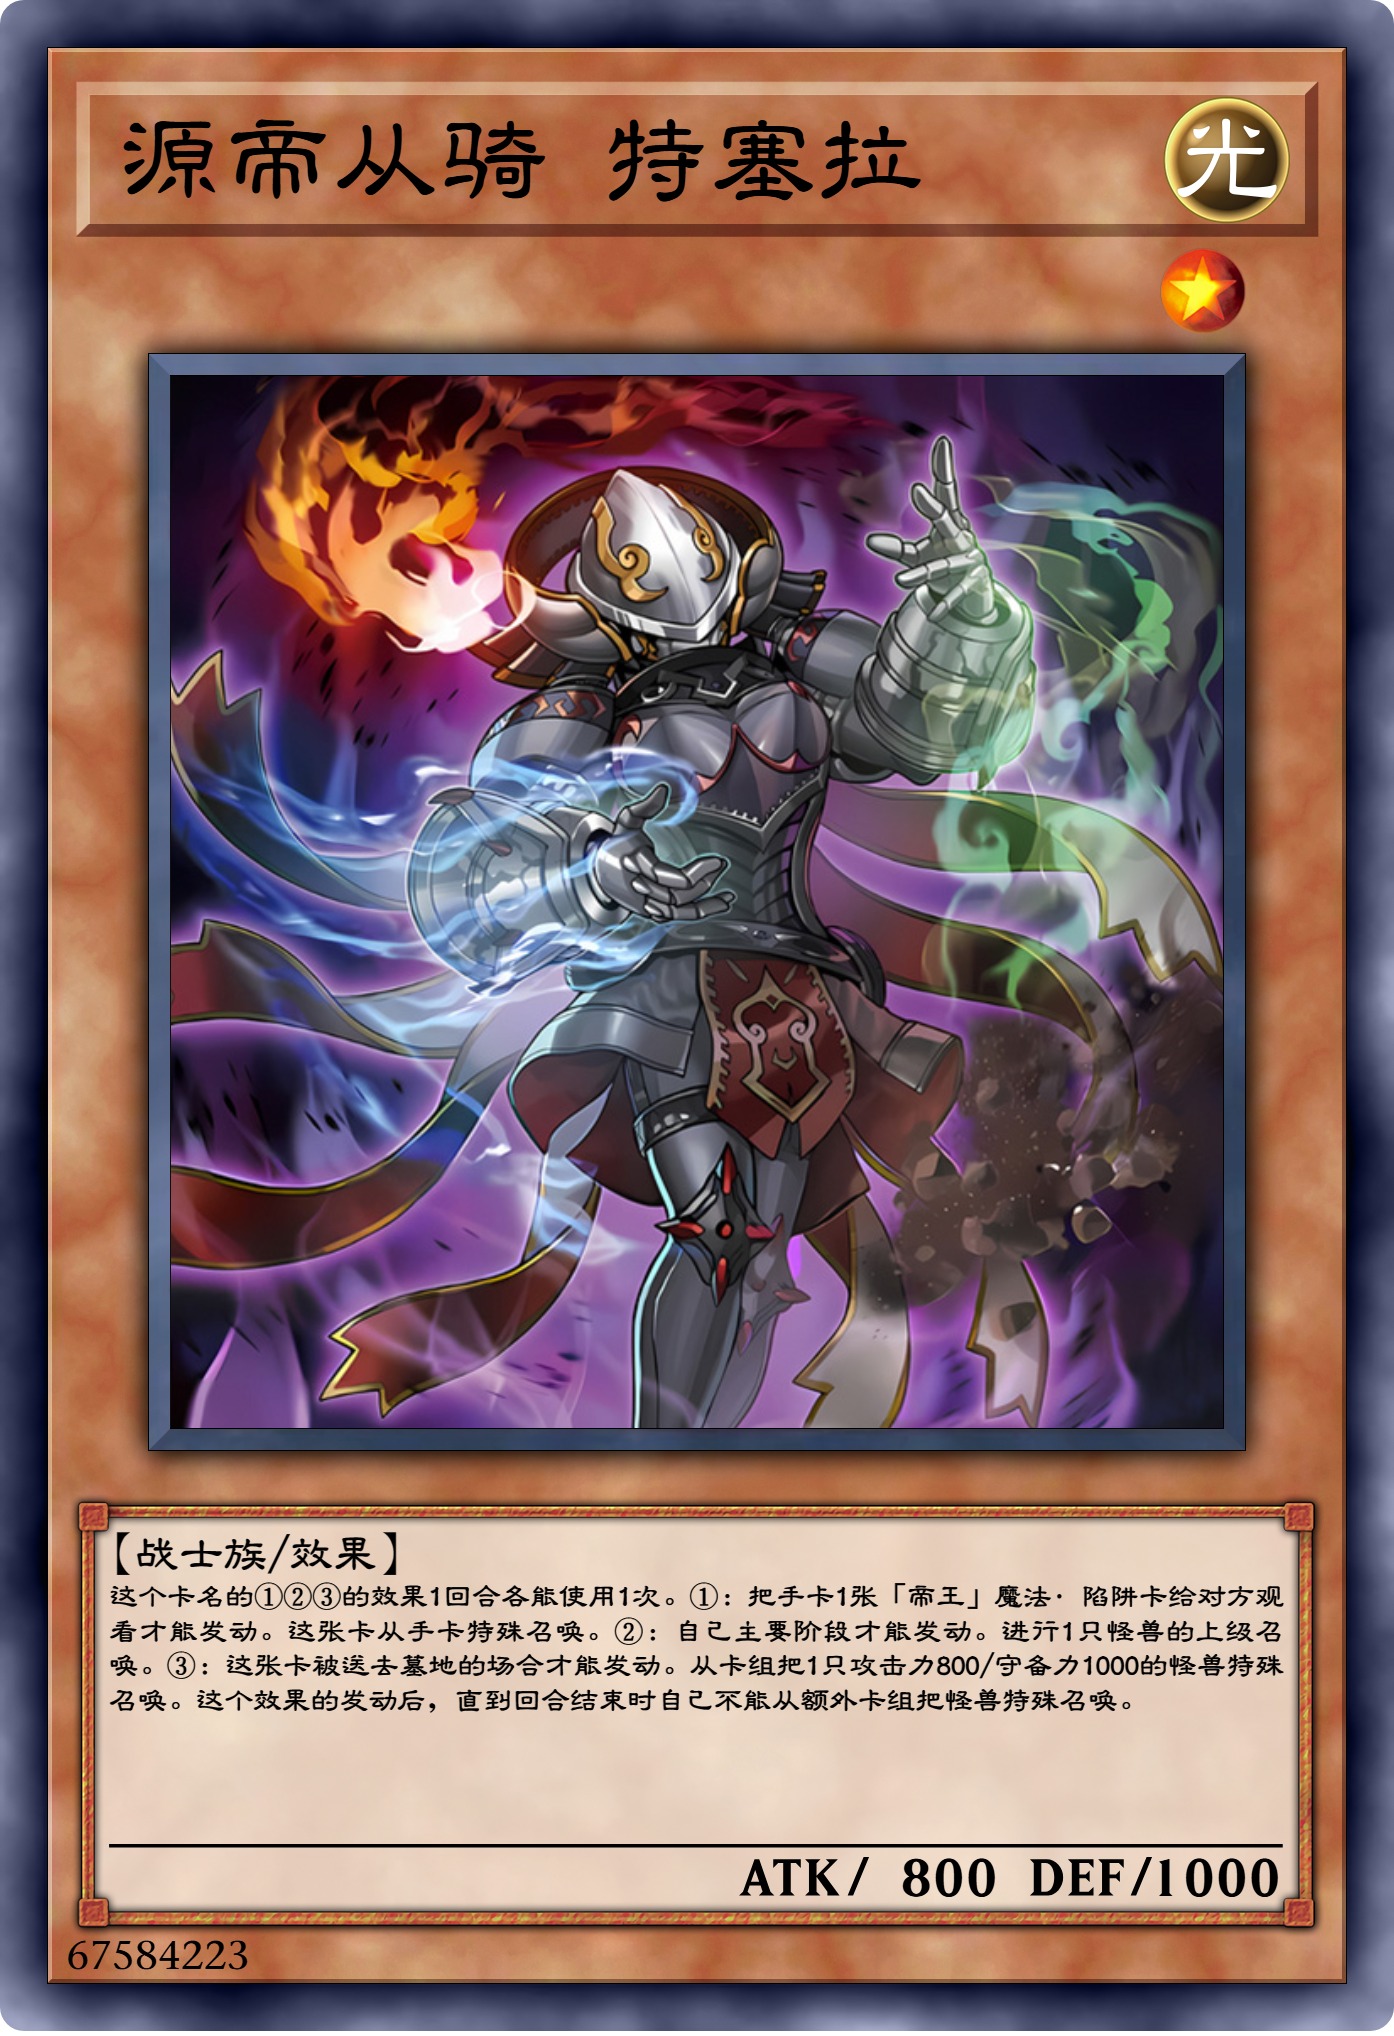 源帝从骑 特塞拉
光
【战士族/效果】
这个卡名的①②③的效果1回合各能使用1次。①：把手卡1张「帝王」魔法·陷阱卡给对方观
看才能发动。这张卡从手卡特殊召唤。②：自己主要阶段才能发动。进行1只怪兽的上级召
唤。③：这张卡被送去墓地的场合才能发动。从卡组把1只攻击力800/守备力1000的怪兽特殊
召唤。这个效果的发动后，直到回合结束时自己不能从额外卡组把怪兽特殊召唤。
ATK/ 800 DEF/1000
67584223